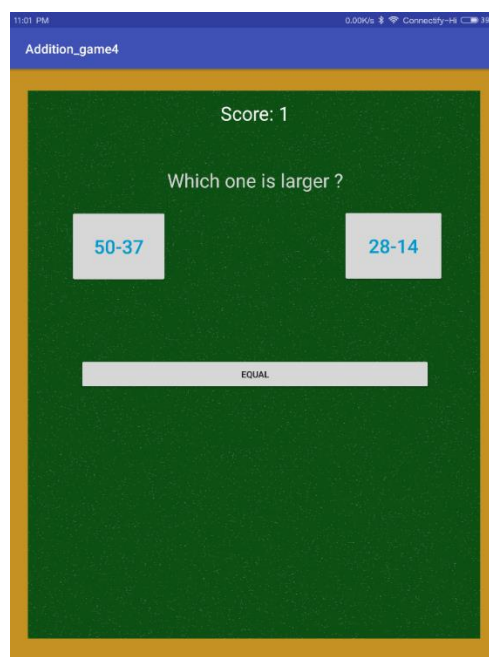 11:01 PM 0.00K/s Connectify-Hi 39
Addition_game4
Score: 1
Which one is larger ?
50-37 28-14
EQUAL